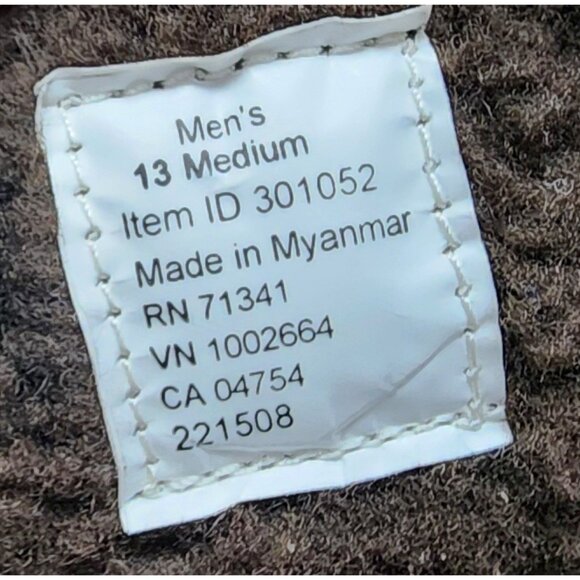 Men's
13 Medium
Item ID 301052
Made in Myanmar
RN 71341
VN 1002664
CA 04754
221508